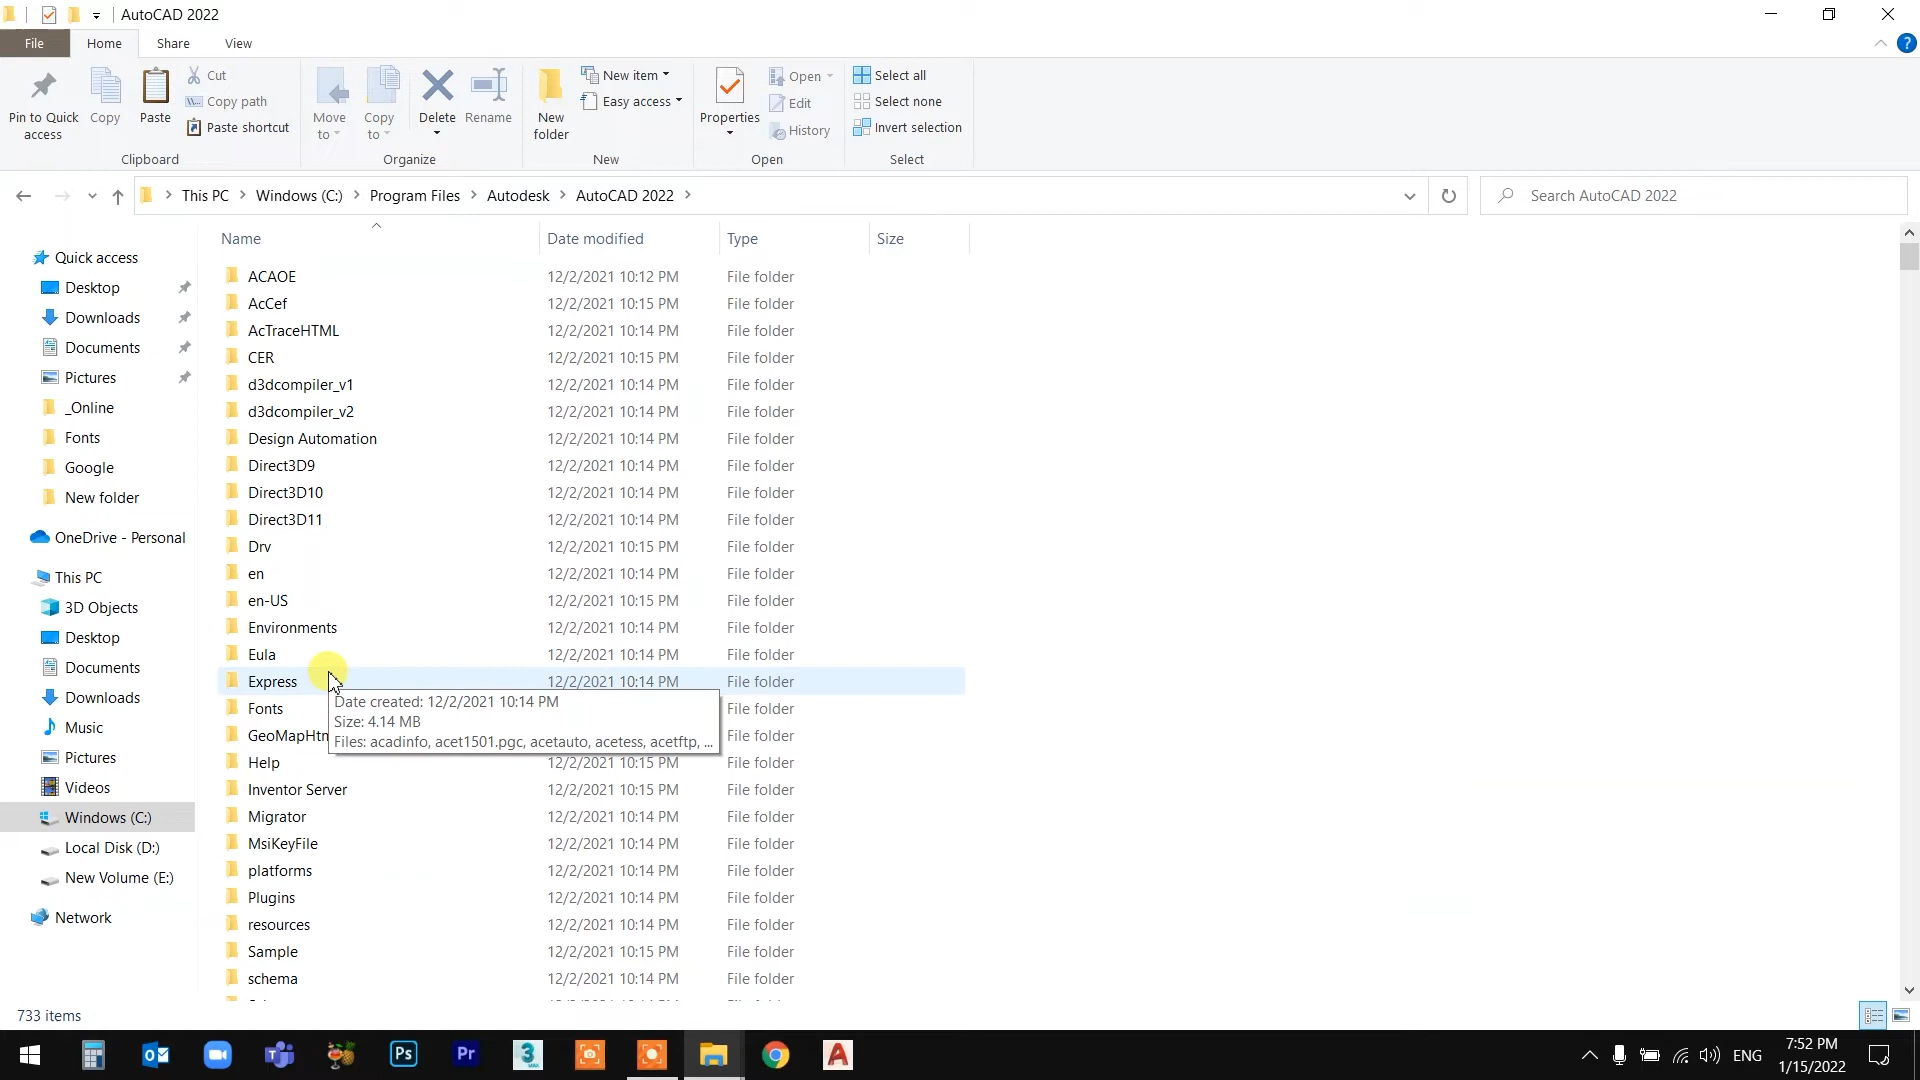 AutoCAD 2022
File Home Share View
Pin to Quick access
Copy
Paste
Cut
Copy path
Paste shortcut
Clipboard
Move to
Copy to
Delete
Rename
Organize
New folder
New item
Easy access
New
Properties
Open
Edit
History
Open
Select all
Select none
Invert selection
Select
This PC > Windows (C:) > Program Files > Autodesk > AutoCAD 2022 >
Search AutoCAD 2022
Quick access
Desktop
Downloads
Documents
Pictures
_Online
Fonts
Google
New folder
OneDrive - Personal
This PC
3D Objects
Desktop
Documents
Downloads
Music
Pictures
Videos
Windows (C:)
Local Disk (D:)
New Volume (E:)
Network
Name Date modified Type Size
ACAOE 12/2/2021 10:12 PM File folder
AcCef 12/2/2021 10:15 PM File folder
AcTraceHTML 12/2/2021 10:14 PM File folder
CER 12/2/2021 10:15 PM File folder
d3dcompiler_v1 12/2/2021 10:14 PM File folder
d3dcompiler_v2 12/2/2021 10:14 PM File folder
Design Automation 12/2/2021 10:14 PM File folder
Direct3D9 12/2/2021 10:14 PM File folder
Direct3D10 12/2/2021 10:14 PM File folder
Direct3D11 12/2/2021 10:14 PM File folder
Drv 12/2/2021 10:15 PM File folder
en 12/2/2021 10:14 PM File folder
en-US 12/2/2021 10:15 PM File folder
Environments 12/2/2021 10:14 PM File folder
Eula 12/2/2021 10:14 PM File folder
Express 12/2/2021 10:14 PM File folder
Date created: 12/2/2021 10:14 PM
Size: 4.14 MB
Files: acadinfo, acet1501.pgc, acetauto, acetess, acetftp, ...
Fonts File folder
GeoMapHtm File folder
Help 12/2/2021 10:15 PM File folder
Inventor Server 12/2/2021 10:15 PM File folder
Migrator 12/2/2021 10:14 PM File folder
MsiKeyFile 12/2/2021 10:14 PM File folder
platforms 12/2/2021 10:14 PM File folder
Plugins 12/2/2021 10:14 PM File folder
resources 12/2/2021 10:14 PM File folder
Sample 12/2/2021 10:15 PM File folder
schema 12/2/2021 10:14 PM File folder
733 items
Ps
Pr
3
MAX
A
ENG
7:52 PM
1/15/2022